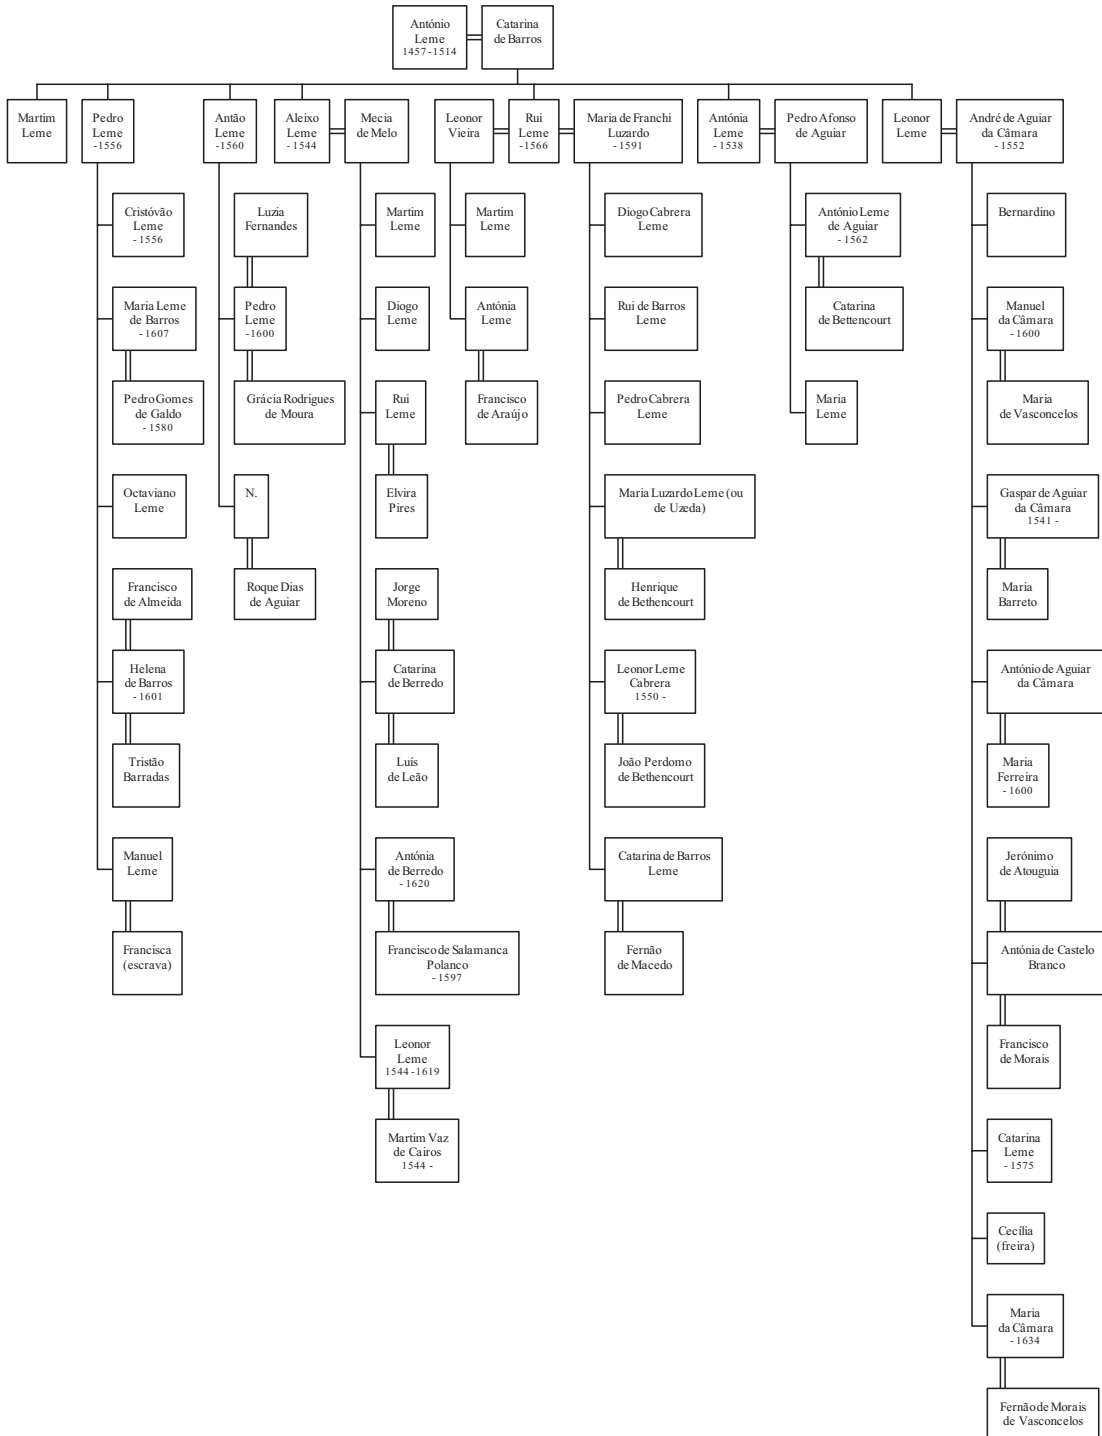 António
Leme
1457-1514
Catarina
de Barros
Martim
Leme
Pedro
Leme
-1556
Antão
Leme
-1560
Aleixo
Leme
- 1544
Mecia
de Melo
Leonor
Vieira
Rui
Leme
-1566
Maria de Franchi
Luzardo
- 1591
Antónia
Leme
- 1538
Pedro Afonso
de Aguiar
Leonor
Leme
André de Aguiar
da Câmara
- 1552
Cristóvão
Leme
- 1556
Maria Leme
de Barros
- 1607
Pedro Gomes
de Galdo
- 1580
Octaviano
Leme
Francisco
de Almeida
Helena
de Barros
- 1601
Tristão
Barradas
Manuel
Leme
Francisca
(escrava)
Luzia
Fernandes
Pedro
Leme
-1600
Grácia Rodrigues
de Moura
N.
Roque Dias
de Aguiar
Martim
Leme
Diogo
Leme
Rui
Leme
Elvira
Pires
Jorge
Moreno
Catarina
de Berredo
Luís
de Leão
Antónia
de Berredo
- 1620
Francisco de Salamanca
Polanco
- 1597
Leonor
Leme
1544 -1619
Martim Vaz
de Cairos
1544 -
Martim
Leme
Antónia
Leme
Francisco
de Araújo
Diogo Cabrera
Leme
Rui de Barros
Leme
Pedro Cabrera
Leme
Maria Luzardo Leme (ou
de Uzeda)
Henrique
de Bethencourt
Leonor Leme
Cabrera
1550 -
João Perdomo
de Bethencourt
Catarina de Barros
Leme
Fernão
de Macedo
António Leme
de Aguiar
- 1562
Catarina
de Bettencourt
Maria
Leme
Bernardino
Manuel
da Câmara
- 1600
Maria
de Vasconcelos
Gaspar de Aguiar
da Câmara
1541 -
Maria
Barreto
António de Aguiar
da Câmara
Maria
Ferreira
- 1600
Jerónimo
de Atouguia
Antónia de Castelo
Branco
Francisco
de Morais
Catarina
Leme
- 1575
Cecília
(freira)
Maria
da Câmara
- 1634
Fernão de Morais
de Vasconcelos